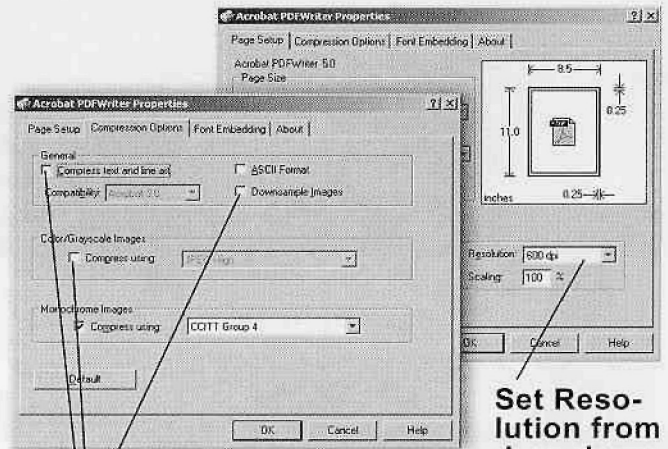 Acrobat PDFWriter Properties
Page Setup Compression Options Font Embedding About
Acrobat PDFWriter 5.0
Page Size
8.5
0.25
11.0
inches
0.25
Resolution: 600 dpi
Scaling: 100 %
OK Cancel Help
Acrobat PDFWriter Properties
Page Setup Compression Options Font Embedding About
General
Compress text and line art
ASCII Format
Compatibility: Acrobat 3.0
Downsample Images
Color/Grayscale Images
Compress using: JPEG High
Monochrome Images
Compress using: CCITT Group 4
Default
OK Cancel Help
Set Reso-
lution from